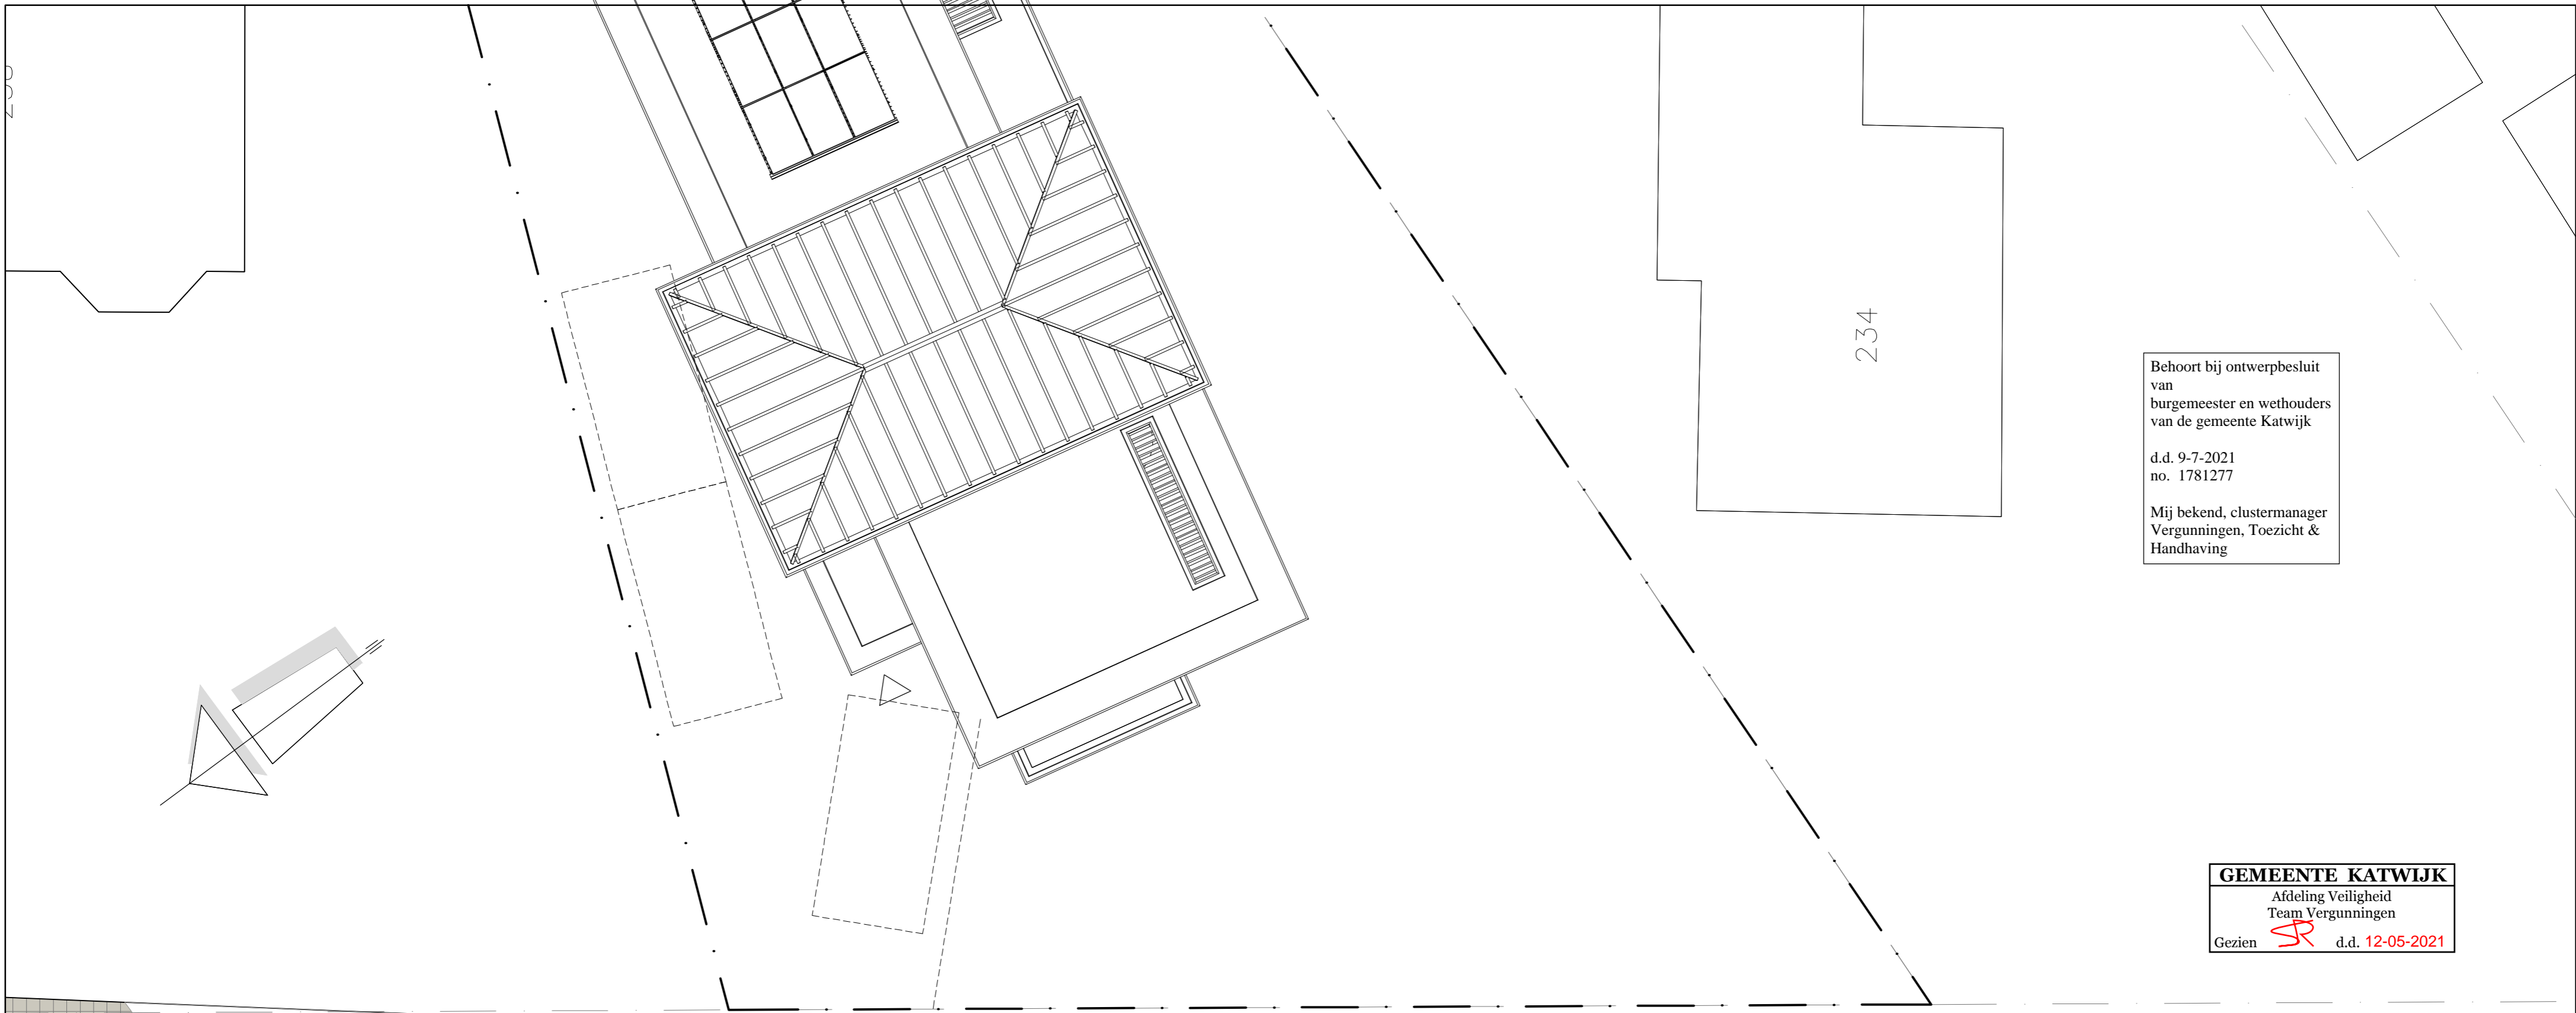 234
Behoort bij ontwerpbesluit
van
burgemeester en wethouders
van de gemeente Katwijk
d.d. 9-7-2021
no. 1781277
Mij bekend, clustermanager
Vergunningen, Toezicht &
Handhaving
GEMEENTE KATWIJK
Afdeling Veiligheid
Team Vergunningen
Gezien SR d.d. 12-05-2021